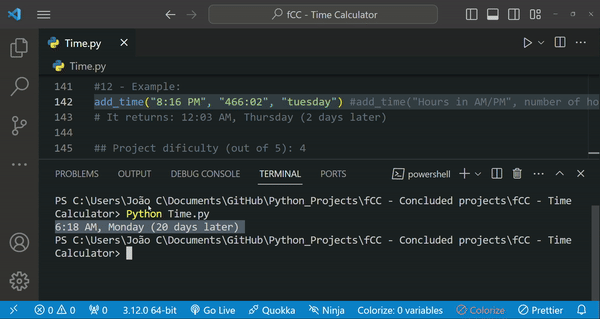 fCC - Time Calculator
Time.py
Time.py
141 #12 - Example:
142 add_time("8:16 PM", "466:02", "tuesday") #add_time("Hours in AM/PM", number of ho
143 # It returns: 12:03 AM, Thursday (2 days later)
144
145 ## Project dificulty (out of 5): 4
PROBLEMS OUTPUT DEBUG CONSOLE TERMINAL PORTS
powershell
PS C:\Users\João C\Documents\GitHub\Python_Projects\fCC - Concluded projects\fCC - Time
Calculator> Python Time.py
6:18 AM, Monday (20 days later)
PS C:\Users\João C\Documents\GitHub\Python_Projects\fCC - Concluded projects\fCC - Time
Calculator>
0 0 0 3.12.0 64-bit Go Live Quokka Ninja Colorize: 0 variables Colorize Prettier